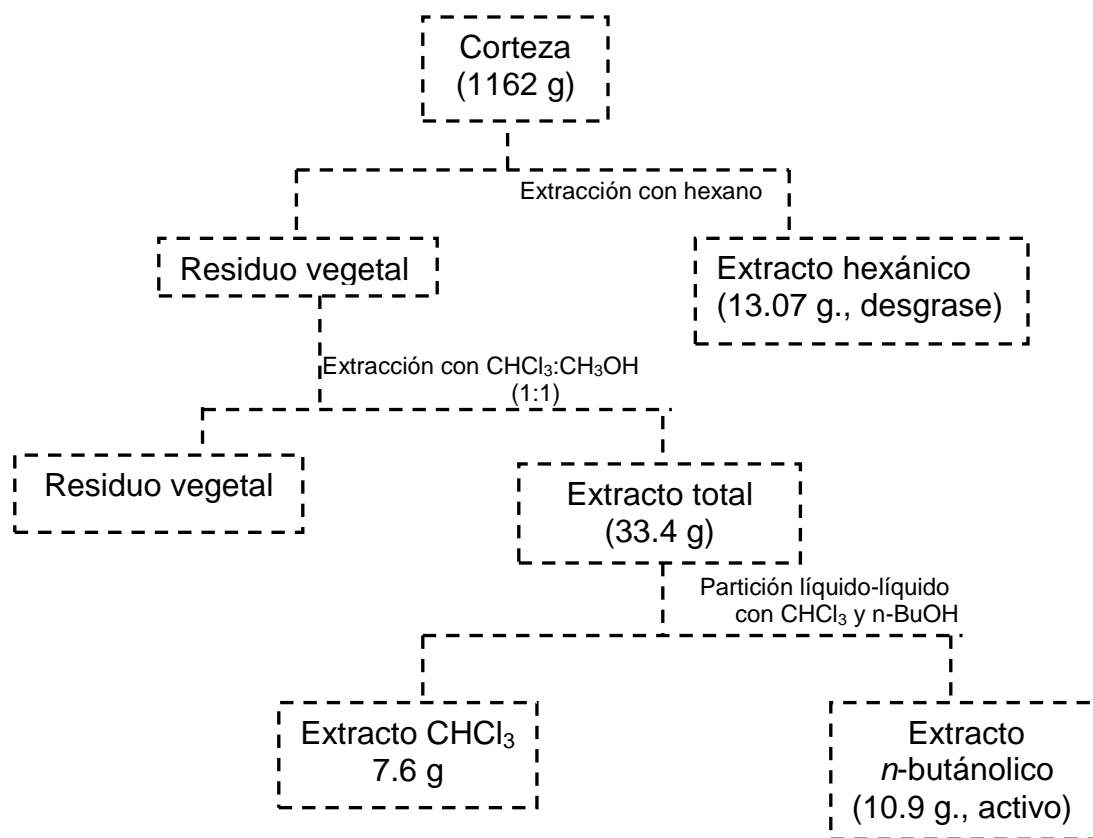 Corteza
(1162 g)
Extracción con hexano
Residuo vegetal
Extracto hexánico
(13.07 g., desgrase)
Extracción con CHCl₃:CH₃OH
(1:1)
Residuo vegetal
Extracto total
(33.4 g)
Partición líquido-líquido
con CHCl₃ y n-BuOH
Extracto CHCl₃
7.6 g
Extracto
n-butánolico
(10.9 g., activo)